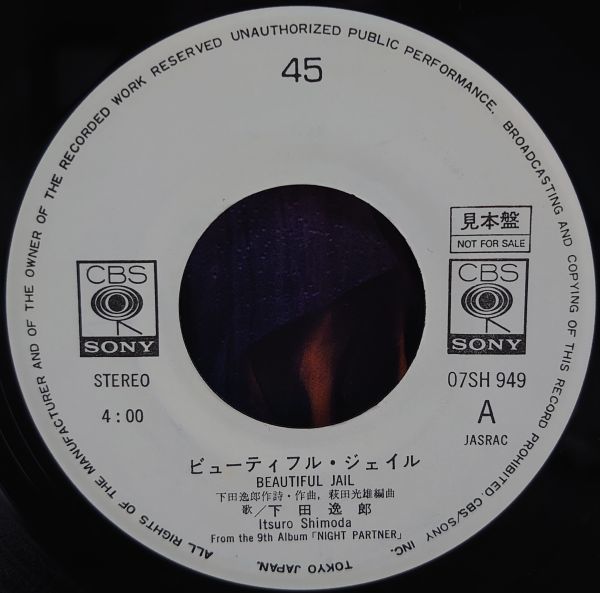 ALL RIGHTS OF THE MANUFACTURER AND OF THE OWNER OF THE RECORDED WORK RESERVED UNAUTHORIZED PUBLIC PERFORMANCE, BROADCASTING AND COPYING OF THIS RECORD PROHIBITED. CBS/SONY INC. TOKYO JAPAN.
45
見本盤
NOT FOR SALE
CBS
SONY
CBS
SONY
STEREO
07SH 949
4:00
A
JASRAC
ビューティフル・ジェイル
BEAUTIFUL JAIL
下田逸郎作詩・作曲, 萩田光雄編曲
歌／下田逸郎
Itsuro Shimoda
From the 9th Album「NIGHT PARTNER」